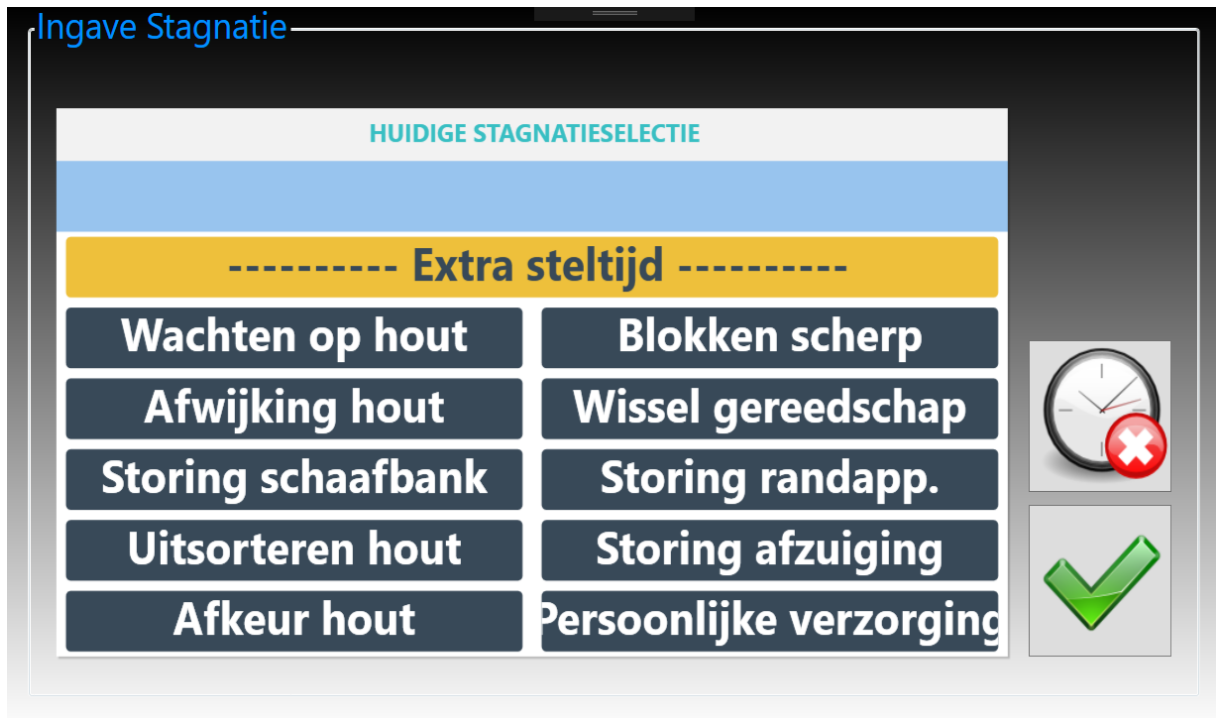 Ingave Stagnatie
HUIDIGE STAGNATIESELECTIE
---------- Extra steltijd ----------
Wachten op hout
Blokken scherp
Afwijking hout
Wissel gereedschap
Storing schaafbank
Storing randapp.
Uitsorteren hout
Storing afzuiging
Afkeur hout
Persoonlijke verzorging